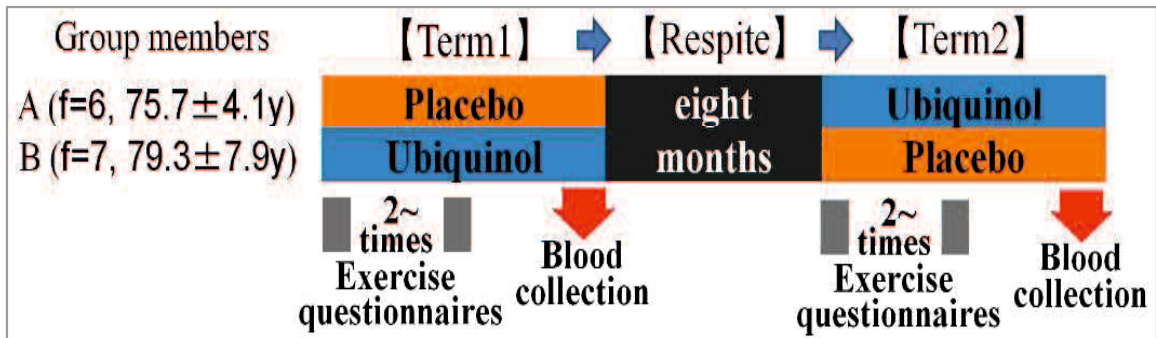 Group members 【Term1】 【Respite】 【Term2】
A (f=6, 75.7±4.1y) Placebo eight Ubiquinol
B (f=7, 79.3±7.9y) Ubiquinol months Placebo
2~ 2~
times times
Exercise Blood Exercise Blood
questionnaires collection questionnaires collection